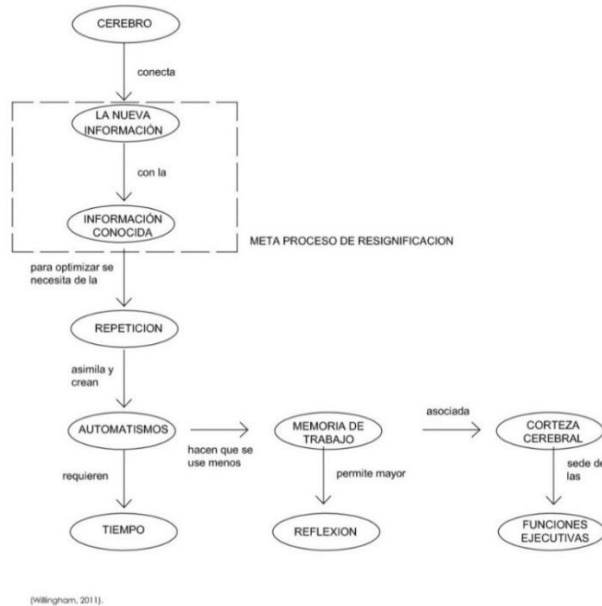 CEREBRO
conecta
LA NUEVA
INFORMACIÓN
con la
INFORMACIÓN
CONOCIDA
META PROCESO DE RESIGNIFICACION
para optimizar se
necesita de la
REPETICION
asimila y
crean
AUTOMATISMOS
hacen que se
use menos
MEMORIA DE
TRABAJO
asociada
CORTEZA
CEREBRAL
requieren
permite mayor
sede de
las
TIEMPO
REFLEXION
FUNCIONES
EJECUTIVAS
(Willingham, 2011).